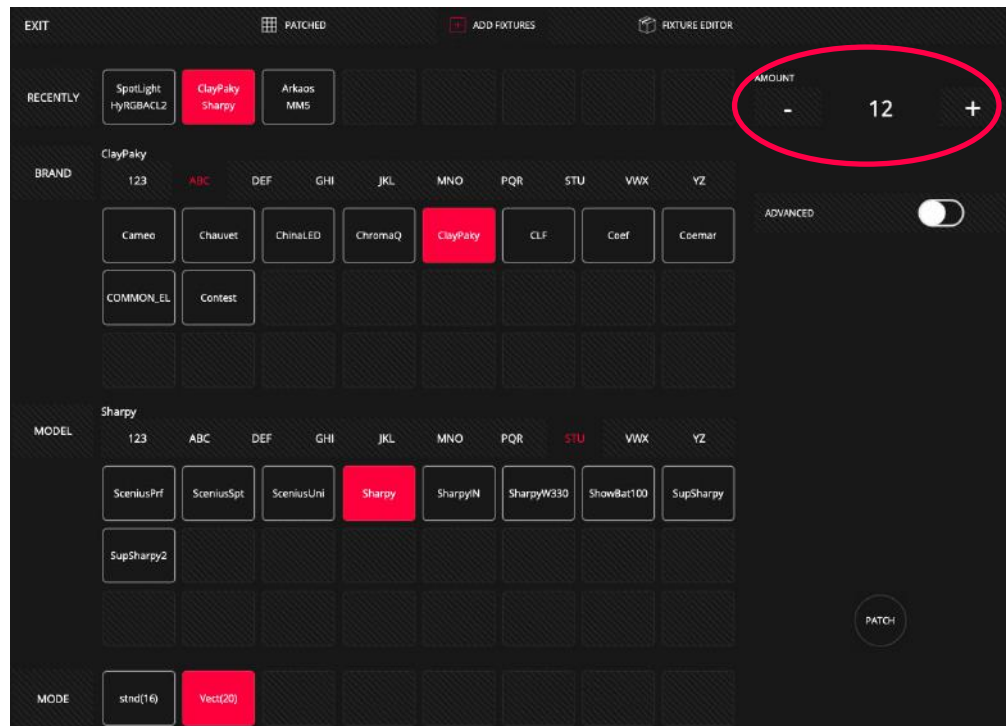 EXIT PATCHED ADD FIXTURES FIXTURE EDITOR
RECENTLY
SpotLight
HyRGBACL2
ClayPaky
Sharpy
Arkaos
MM5
AMOUNT
- 12 +
BRAND
ClayPaky
123 ABC DEF GHI JKL MNO PQR STU VWX YZ
ADVANCED
Cameo Chauvet ChinaLED ChromaQ ClayPaky CLF Coef Coemar
COMMON_EL Contest
MODEL
Sharpy
123 ABC DEF GHI JKL MNO PQR STU VWX YZ
SceniusPrf SceniusSpt SceniusUni Sharpy SharpyIN SharpyW330 ShowBat100 SupSharpy
SupSharpy2
PATCH
MODE stnd(16) Vect(20)